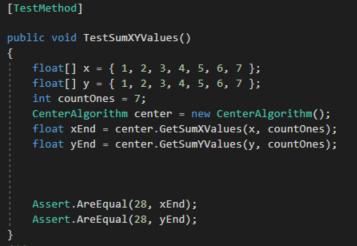 [TestMethod]
public void TestSumXYValues()
{
float[] x = { 1, 2, 3, 4, 5, 6, 7 };
float[] y = { 1, 2, 3, 4, 5, 6, 7 };
int countOnes = 7;
CenterAlgorithm center = new CenterAlgorithm();
float xEnd = center.GetSumXValues(x, countOnes);
float yEnd = center.GetSumYValues(y, countOnes);
Assert.AreEqual(28, xEnd);
Assert.AreEqual(28, yEnd);
}